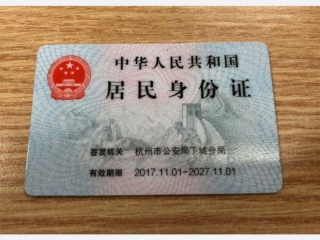 中华人民共和国
居民身份证
签发机关 杭州市公安局下城分局
有效期限 2017.11.01-2027.11.01